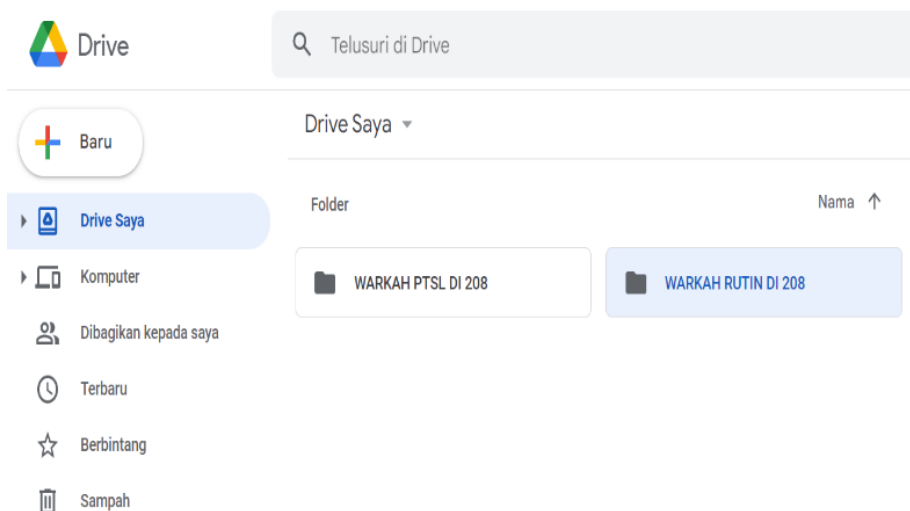 Drive
Telusuri di Drive
Baru
Drive Saya
Komputer
Dibagikan kepada saya
Terbaru
Berbintang
Sampah
Drive Saya
Folder
Nama
WARKAH PTSL DI 208
WARKAH RUTIN DI 208